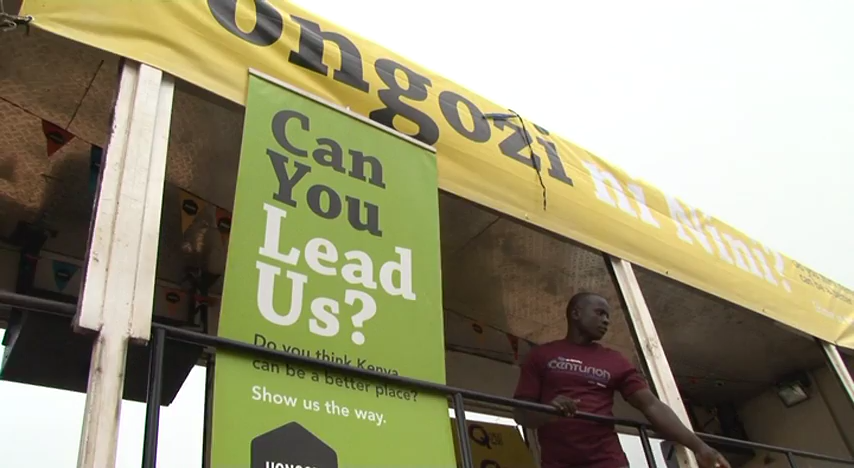 ongozi ni Nini?
Can
You
Lead
Us?
Do you think Kenya
can be a better place?
Show us the way.
centurion